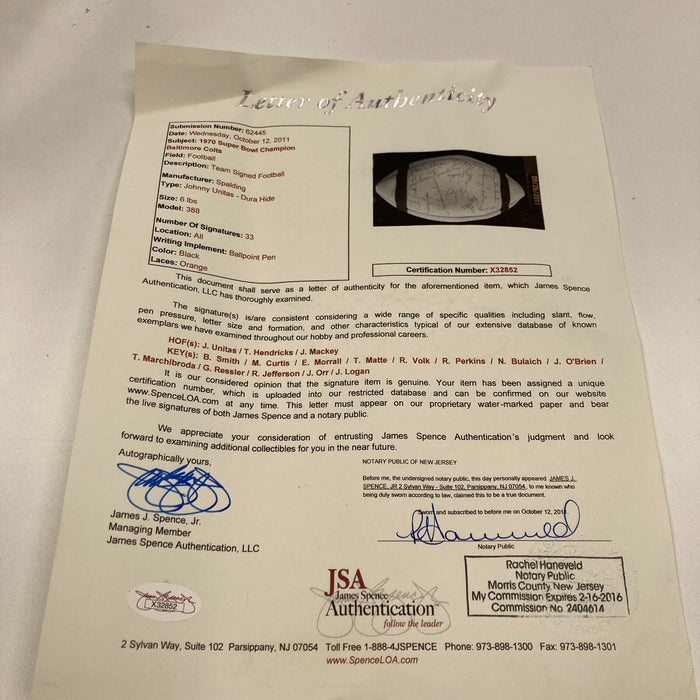 Letter of Authenticity
Submission Number: 62445
Date: Wednesday, October 12, 2011
Subject: 1970 Super Bowl Champion
Baltimore Colts
Field: Football
Description: Team Signed Football
Manufacturer: Spalding
Type: Johnny Unitas - Dura Hide
Size: 6 lbs
Model: 388
Number Of Signatures: 33
Location: All
Writing Implement: Ballpoint Pen
Color: Black
Laces: Orange
Certification Number: X32852
This document shall serve as a letter of authenticity for the aforementioned item, which James Spence
Authentication, LLC has thoroughly examined.
The signature(s) is/are consistent considering a wide range of specific qualities including slant, flow,
pen pressure, letter size and formation, and other characteristics typical of our extensive database of known
exemplars we have examined throughout our hobby and professional careers.
HOF(s): J. Unitas / T. Hendricks / J. Mackey
KEY(s): B. Smith / M. Curtis / E. Morrall / T. Matte / R. Volk / R. Perkins / N. Bulaich / J. O'Brien /
T. Marchibroda / G. Ressler / R. Jefferson / J. Orr / J. Logan
It is our considered opinion that the signature item is genuine. Your item has been assigned a unique
certification number, which is uploaded into our restricted database and can be confirmed on our website
www.SpenceLOA.com at any time. This letter must appear on our proprietary water-marked paper and bear
the live signatures of both James Spence and a notary public.
We appreciate your consideration of entrusting James Spence Authentication's judgment and look
forward to examining additional collectibles for you in the near future.
Autographically yours,
James J. Spence, Jr.
Managing Member
James Spence Authentication, LLC
NOTARY PUBLIC OF NEW JERSEY
Before me, the undersigned notary public, this day personally appeared JAMES J.
SPENCE, JR 2 Sylvan Way - Suite 102, Parsippany, NJ 07054, to me known who
being duly sworn according to law, claimed this to be a true document.
Sworn and subscribed to before me on October 12, 2011.
RHaneveld
Notary Public
Rachel Haneveld
Notary Public
Morris County, New Jersey
My Commission Expires 2-16-2016
Commission No 2404614
X32852
JSA
James Spence
Authentication
follow the leader
2 Sylvan Way, Suite 102 Parsippany, NJ 07054 Toll Free 1-888-4JSPENCE Phone: 973-898-1300 Fax: 973-898-1301
www.SpenceLOA.com